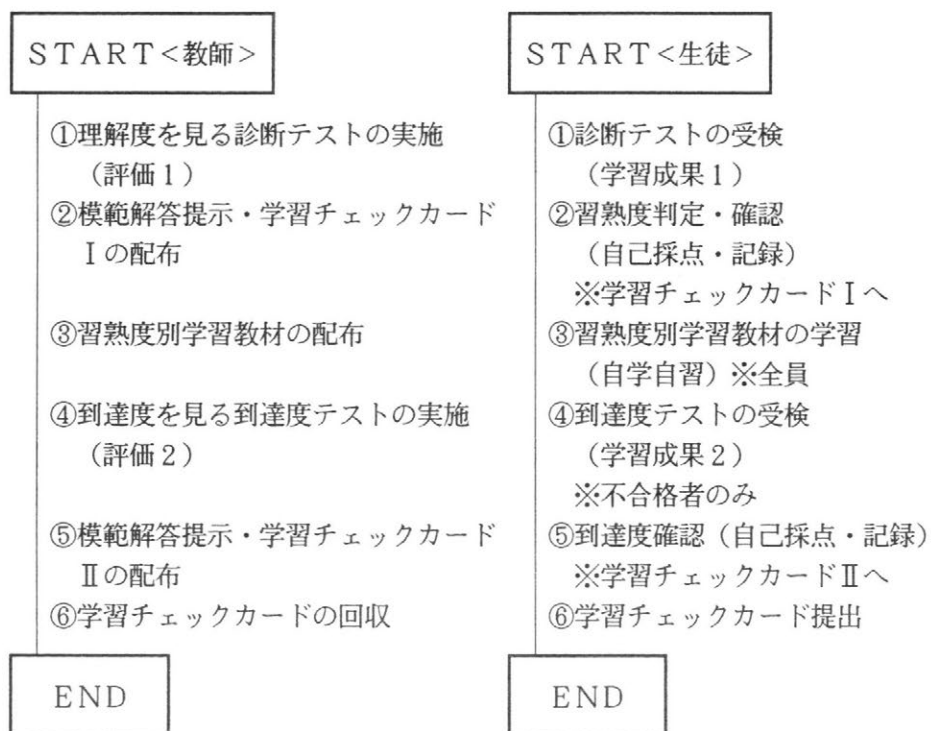 START<教師>
①理解度を見る診断テストの実施
(評価1)
②模範解答提示・学習チェックカード
Ⅰの配布
③習熟度別学習教材の配布
④到達度を見る到達度テストの実施
(評価2)
⑤模範解答提示・学習チェックカード
Ⅱの配布
⑥学習チェックカードの回収
END
START<生徒>
①診断テストの受検
(学習成果1)
②習熟度判定・確認
(自己採点・記録)
※学習チェックカードⅠへ
③習熟度別学習教材の学習
(自学自習)※全員
④到達度テストの受検
(学習成果2)
※不合格者のみ
⑤到達度確認(自己採点・記録)
※学習チェックカードⅡへ
⑥学習チェックカード提出
END